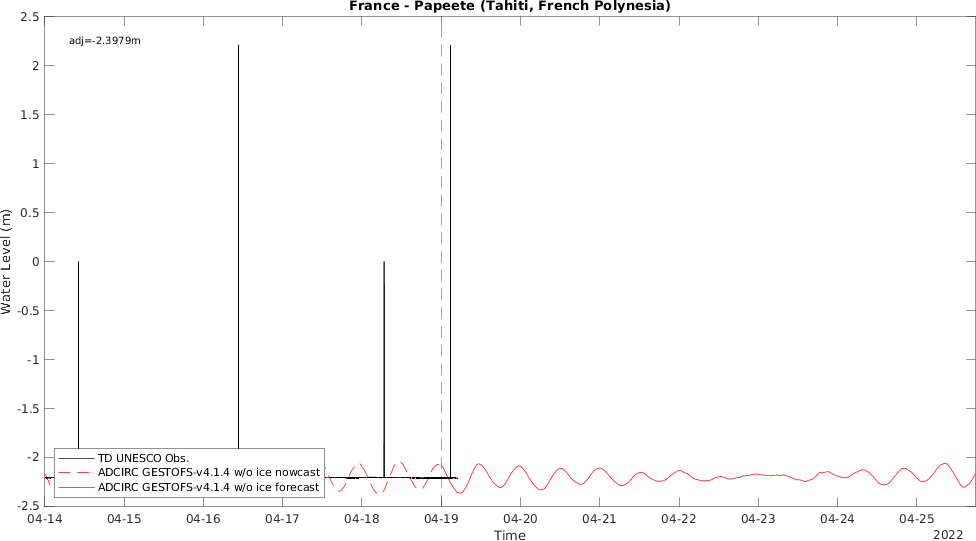 France - Papeete (Tahiti, French Polynesia)
adj=-2.3979m
2.5
2
1.5
1
0.5
0
-0.5
-1
-1.5
-2
-2.5
Water Level (m)
TD UNESCO Obs.
ADCIRC GESTOFS-v4.1.4 w/o ice nowcast
ADCIRC GESTOFS-v4.1.4 w/o ice forecast
04-14 04-15 04-16 04-17 04-18 04-19 04-20 04-21 04-22 04-23 04-24 04-25
Time
2022